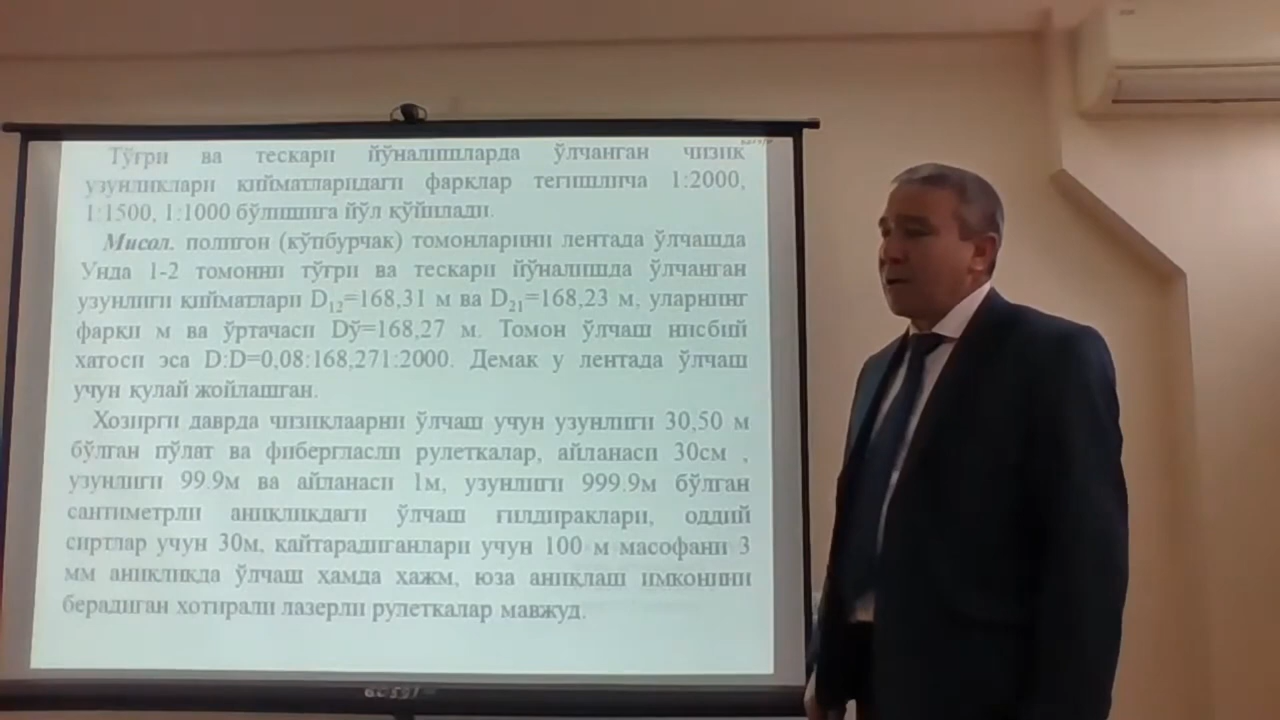 Тўғри ва тескари йўналишларда ўлчанган чизиқ
узунликлари қийматларидаги фарқлар тегишлича 1:2000,
1:1500, 1:1000 бўлишига йўл қўйилади.
Мисол. полигон (кўпбурчак) томонларини лентада ўлчашда
Унда 1-2 томонни тўғри ва тескари йўналишда ўлчанган
узунлиги қийматлари D₁₂=168,31 м ва D₂₁=168,23 м, уларнинг
фарқи м ва ўртачаси Dў=168,27 м. Томон ўлчаш нисбий
хатоси эса D:D=0,08:168,271:2000. Демак у лентада ўлчаш
учун қулай жойлашган.
Хозирги даврда чизиқлаарни ўлчаш учун узунлиги 30,50 м
бўлган пўлат ва фибергласли рулеткалар, айланаси 30см ,
узунлиги 99.9м ва айланаси 1м, узунлиги 999.9м бўлган
сантиметрли аниқликдаги ўлчаш ғилдираклари, оддий
сиртлар учун 30м, қайтарадиганлари учун 100 м масофани 3
мм аниқликда ўлчаш хамда хажм, юза аниқлаш имконини
берадиган хотирали лазерли рулеткалар мавжуд.